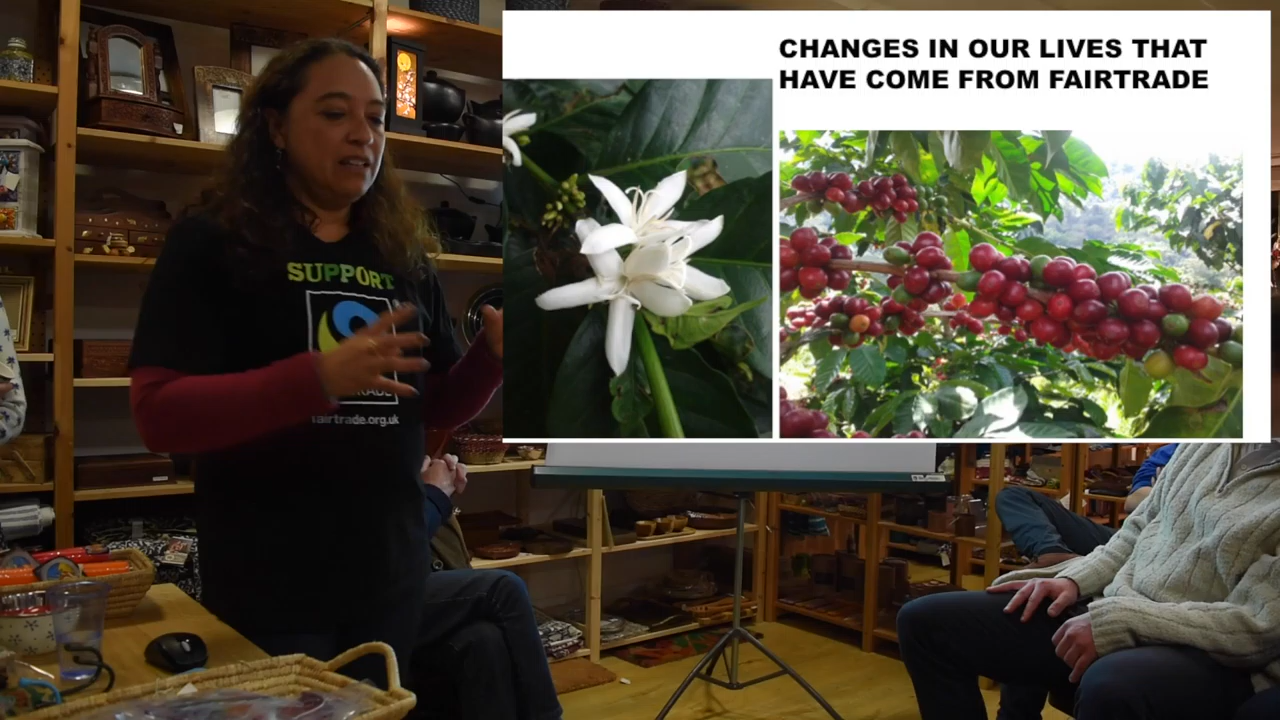 CHANGES IN OUR LIVES THAT
HAVE COME FROM FAIRTRADE
SUPPORT
fairtrade.org.uk